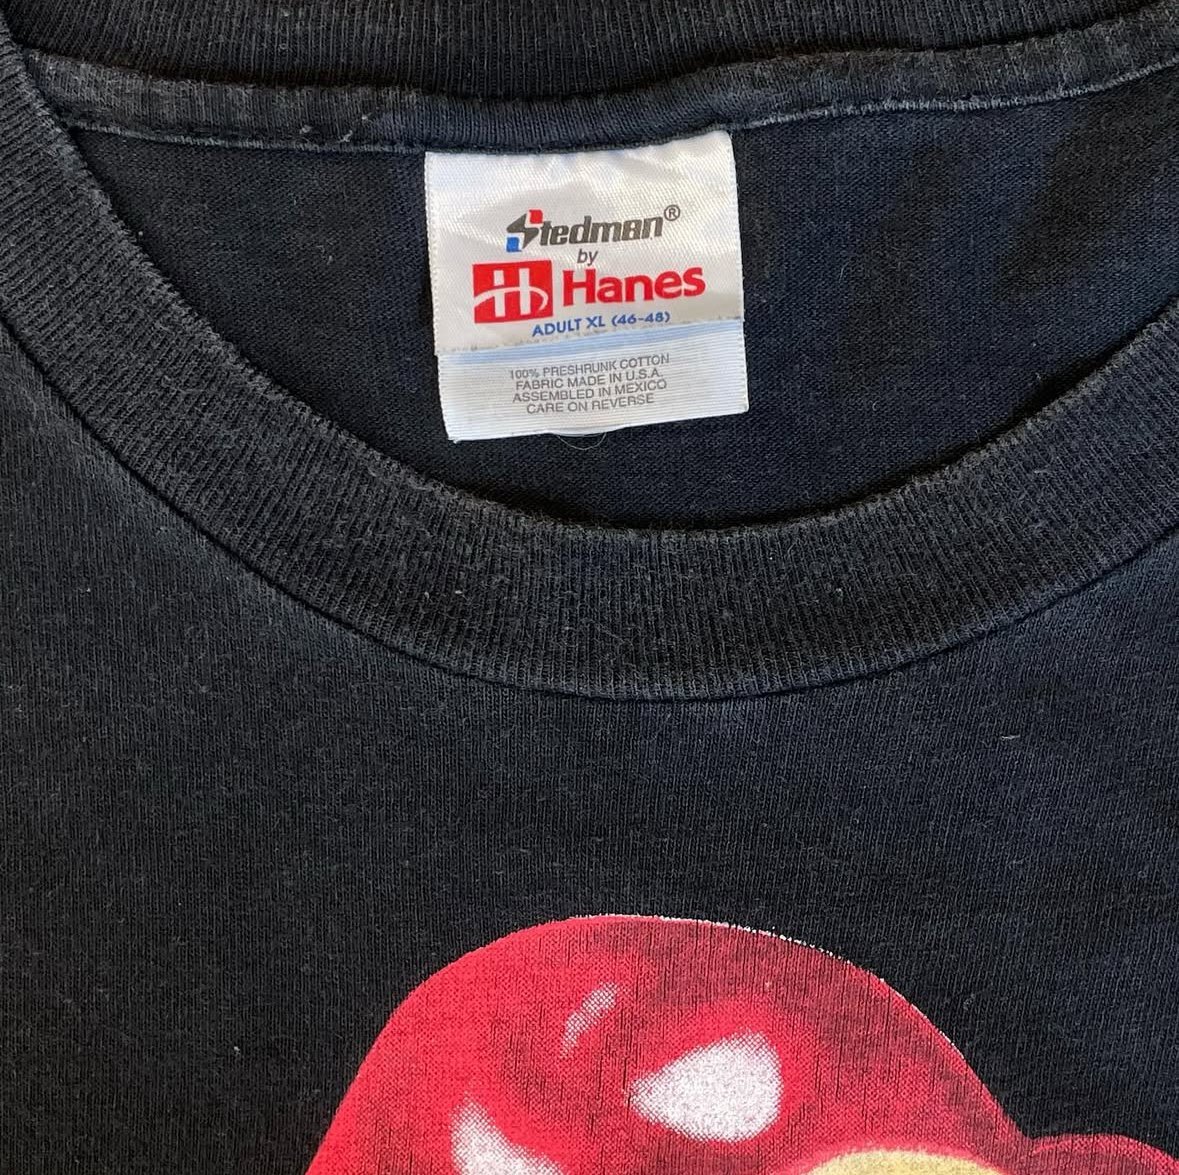 Stedman®
by
Hanes
ADULT XL (46-48)
100% PRESHRUNK COTTON
FABRIC MADE IN U.S.A.
ASSEMBLED IN MEXICO
CARE ON REVERSE